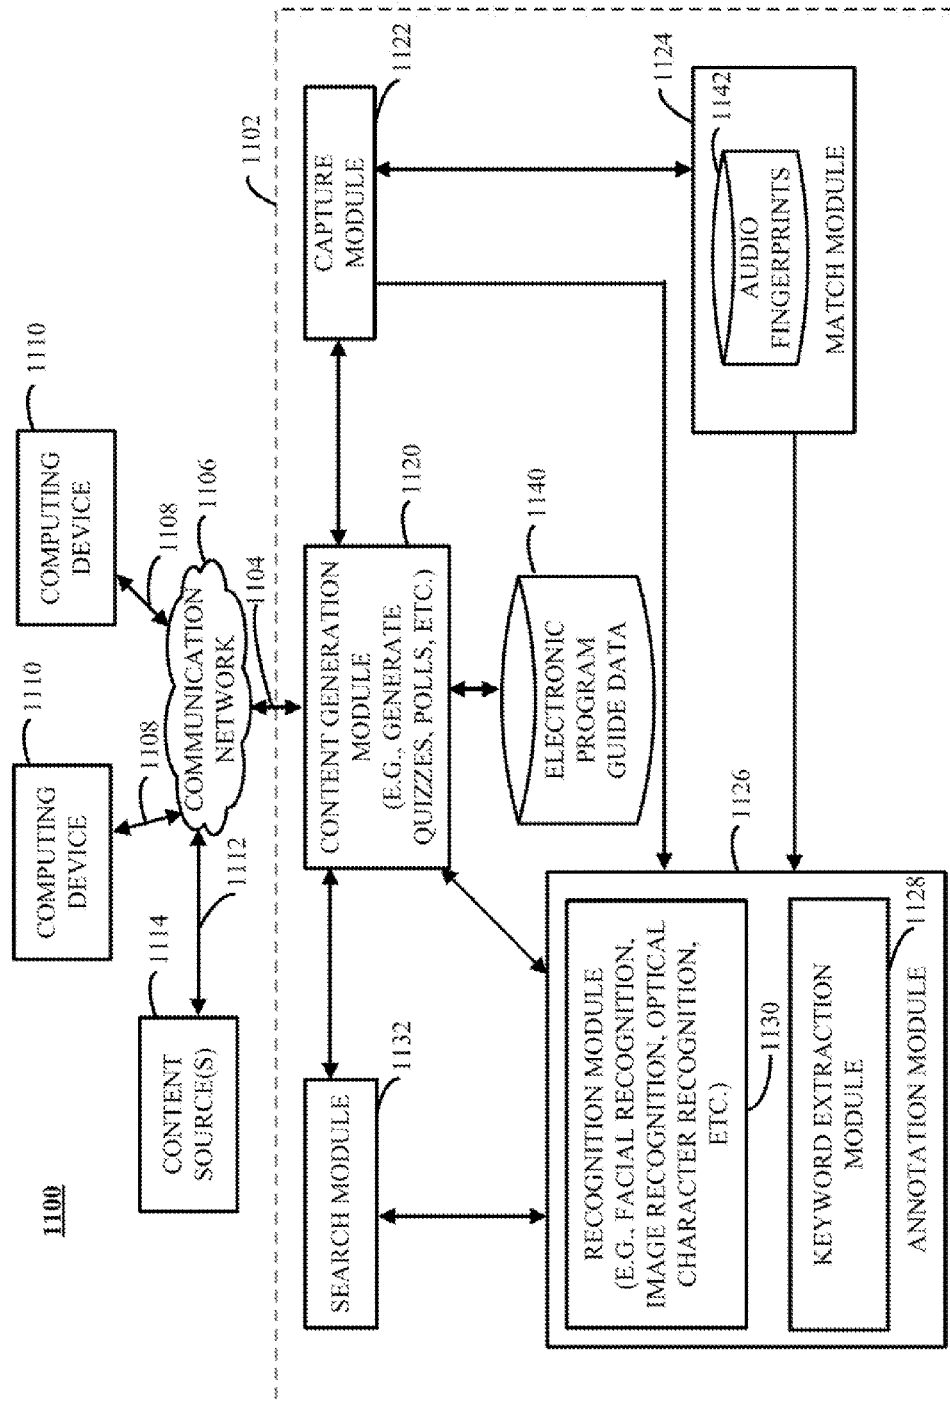 1100
COMPUTING
DEVICE
1110
COMPUTING
DEVICE
1110
CONTENT
SOURCE(S)
1114
1112
1108
1108
COMMUNICATION
NETWORK
1106
1104
1102
SEARCH MODULE
1132
CONTENT GENERATION
MODULE
(E.G., GENERATE
QUIZZES, POLLS, ETC.)
1120
CAPTURE
MODULE
1122
ELECTRONIC
PROGRAM
GUIDE DATA
1140
RECOGNITION MODULE
(E.G., FACIAL RECOGNITION,
IMAGE RECOGNITION, OPTICAL
CHARACTER RECOGNITION,
ETC.)
1130
KEYWORD EXTRACTION
MODULE
1128
ANNOTATION MODULE
1126
AUDIO
FINGERPRINTS
1142
MATCH MODULE
1124